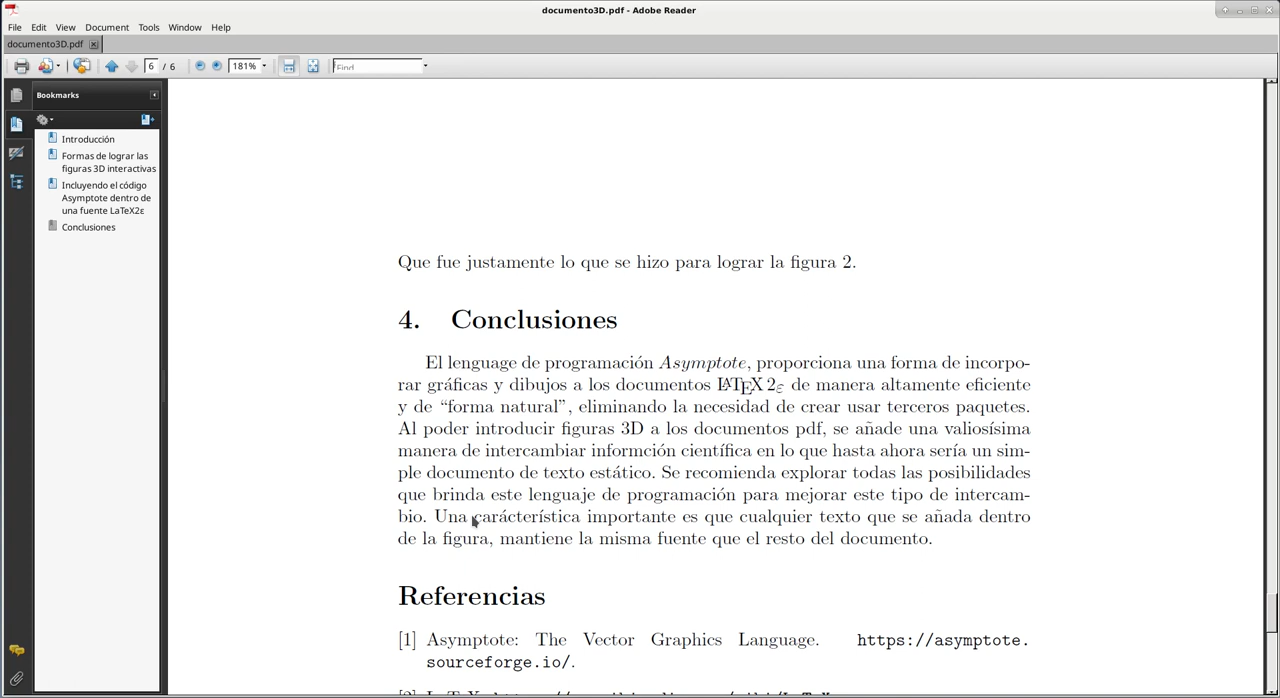 documento3D.pdf - Adobe Reader
File Edit View Document Tools Window Help
documento3D.pdf
6 / 6 181% Find
Bookmarks
Introducción
Formas de lograr las
figuras 3D interactivas
Incluyendo el código
Asymptote dentro de
una fuente LaTeX2ε
Conclusiones
Que fue justamente lo que se hizo para lograr la figura 2.
4. Conclusiones
El lenguage de programación Asymptote, proporciona una forma de incorpo-
rar gráficas y dibujos a los documentos LATEX 2ε de manera altamente eficiente
y de “forma natural”, eliminando la necesidad de crear usar terceros paquetes.
Al poder introducir figuras 3D a los documentos pdf, se añade una valiosísima
manera de intercambiar informción científica en lo que hasta ahora sería un sim-
ple documento de texto estático. Se recomienda explorar todas las posibilidades
que brinda este lenguaje de programación para mejorar este tipo de intercam-
bio. Una carácterística importante es que cualquier texto que se añada dentro
de la figura, mantiene la misma fuente que el resto del documento.
Referencias
[1] Asymptote: The Vector Graphics Language. https://asymptote.
sourceforge.io/.